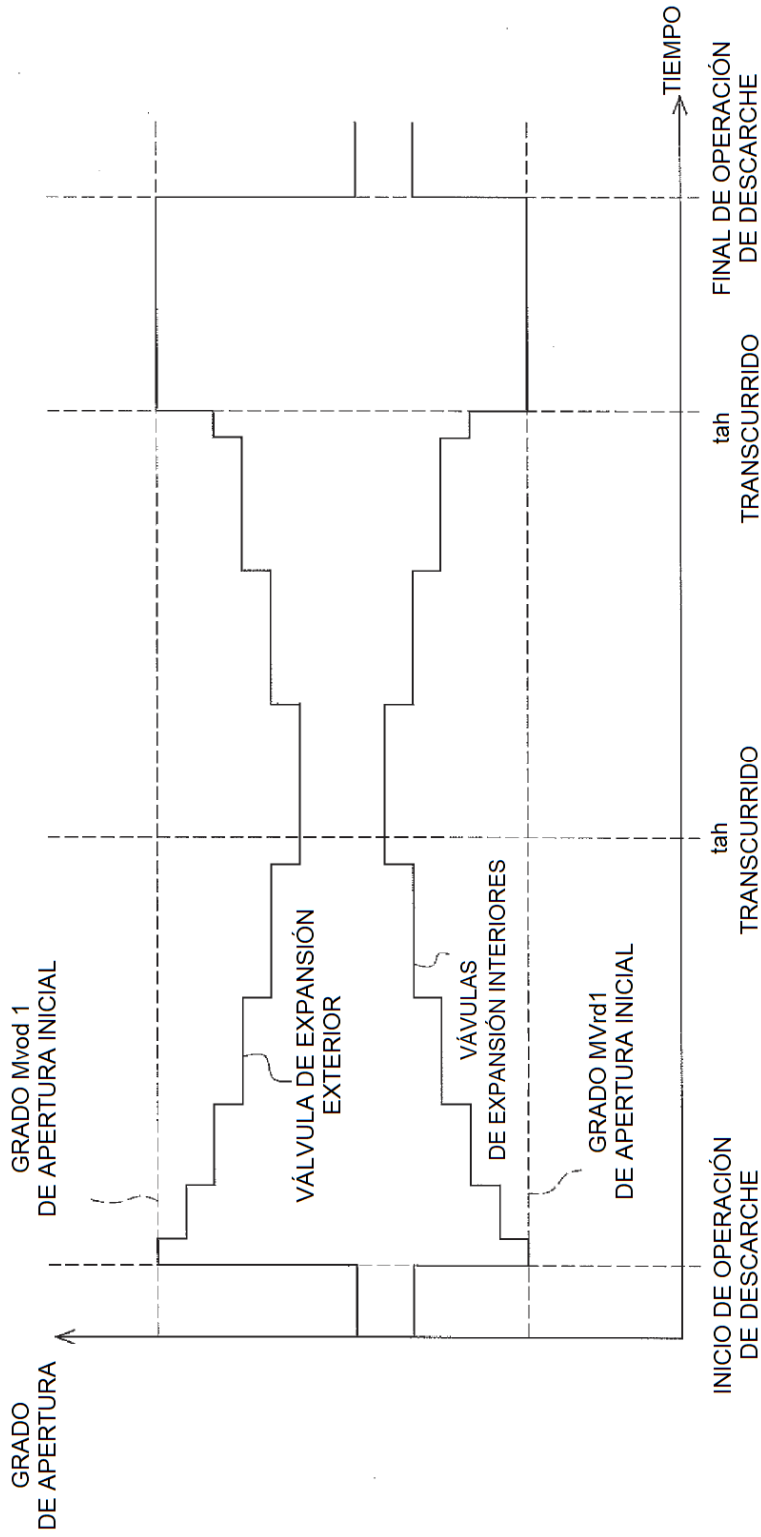 GRADO
DE APERTURA
GRADO Mvod 1
DE APERTURA INICIAL
VÁLVULA DE EXPANSIÓN
EXTERIOR
VÁVULAS
DE EXPANSIÓN INTERIORES
GRADO MVrd1
DE APERTURA INICIAL
TIEMPO
INICIO DE OPERACIÓN
DE DESCARCHE
tah
TRANSCURRIDO
tah
TRANSCURRIDO
FINAL DE OPERACIÓN
DE DESCARCHE